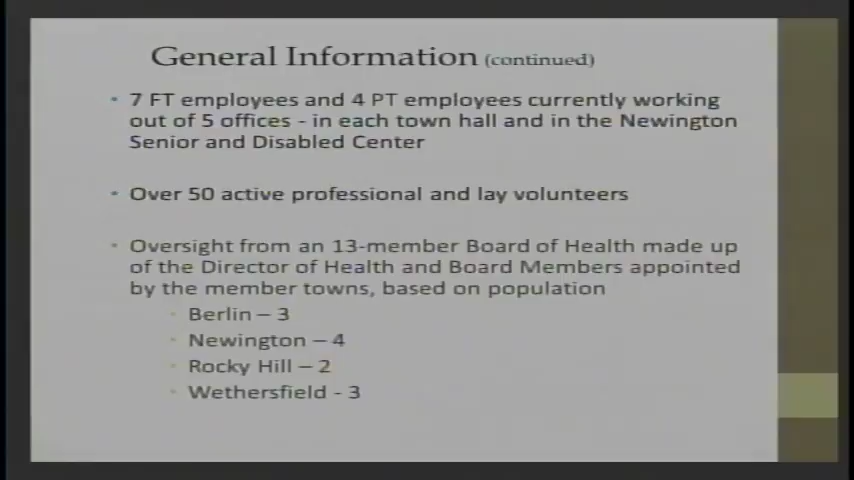 General Information (continued)
7 FT employees and 4 PT employees currently working
out of 5 offices - in each town hall and in the Newington
Senior and Disabled Center
Over 50 active professional and lay volunteers
Oversight from an 13-member Board of Health made up
of the Director of Health and Board Members appointed
by the member towns, based on population
Berlin – 3
Newington – 4
Rocky Hill – 2
Wethersfield - 3